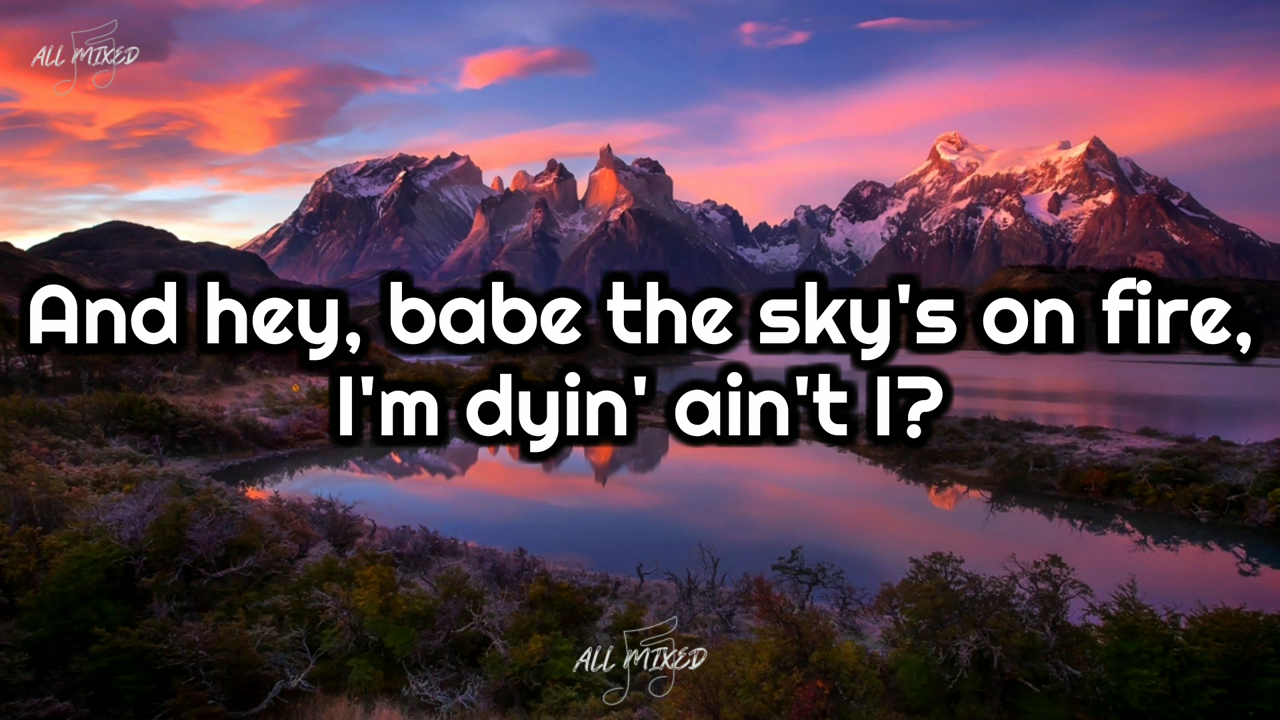 ALL MIXED
And hey, babe the sky's on fire,
I'm dyin' ain't I?
ALL MIXED